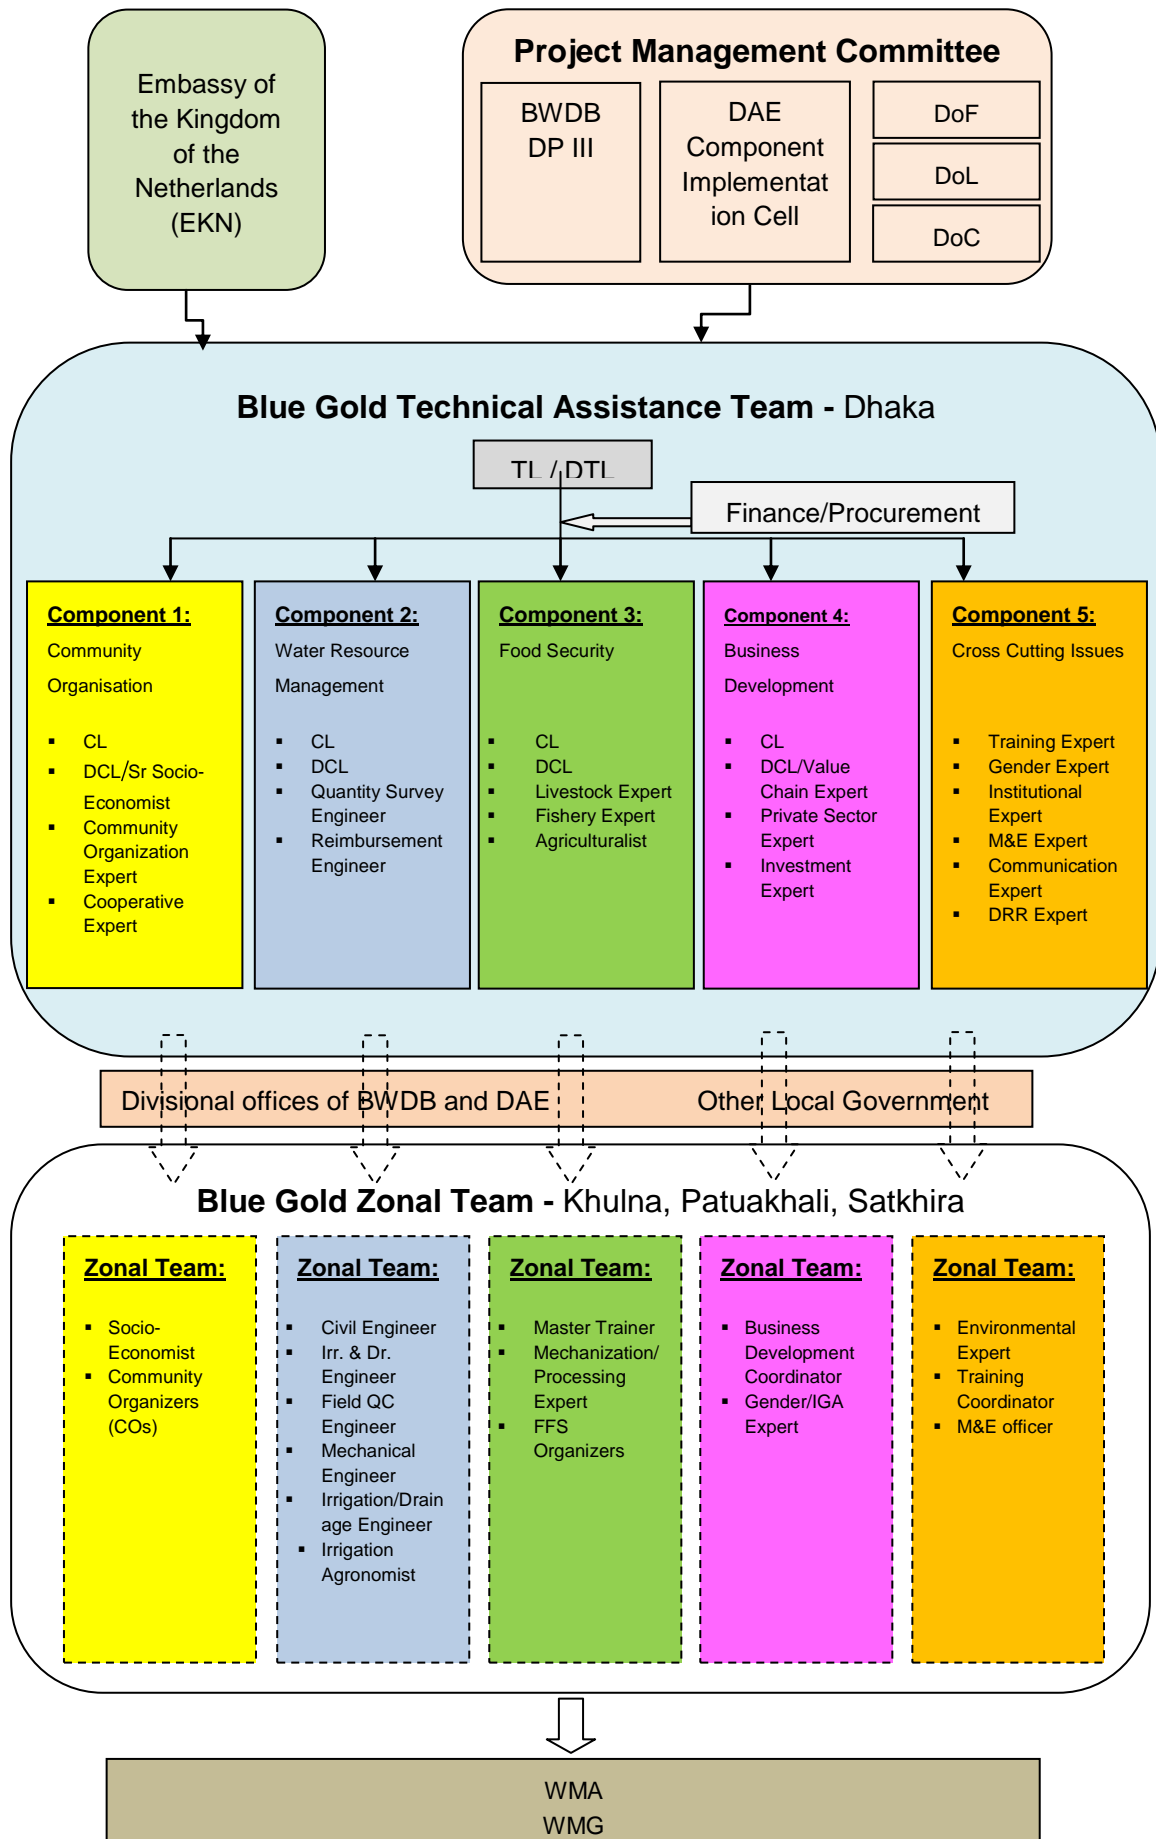 Embassy of
the Kingdom
of the
Netherlands
(EKN)
Project Management Committee
BWDB
DP III
DAE
Component
Implementat
ion Cell
DoF
DoL
DoC
Blue Gold Technical Assistance Team - Dhaka
TL / DTL
Finance/Procurement
Component 1:
Community
Organisation
▪ CL
▪ DCL/Sr Socio-
Economist
▪ Community
Organization
Expert
▪ Cooperative
Expert
Component 2:
Water Resource
Management
▪ CL
▪ DCL
▪ Quantity Survey
Engineer
▪ Reimbursement
Engineer
Component 3:
Food Security
▪ CL
▪ DCL
▪ Livestock Expert
▪ Fishery Expert
▪ Agriculturalist
Component 4:
Business
Development
▪ CL
▪ DCL/Value
Chain Expert
▪ Private Sector
Expert
▪ Investment
Expert
Component 5:
Cross Cutting Issues
▪ Training Expert
▪ Gender Expert
▪ Institutional
Expert
▪ M&E Expert
▪ Communication
Expert
▪ DRR Expert
Divisional offices of BWDB and DAE
Other Local Government
Blue Gold Zonal Team - Khulna, Patuakhali, Satkhira
Zonal Team:
▪ Socio-
Economist
▪ Community
Organizers
(COs)
Zonal Team:
▪ Civil Engineer
▪ Irr. & Dr.
Engineer
▪ Field QC
Engineer
▪ Mechanical
Engineer
▪ Irrigation/Drain
age Engineer
▪ Irrigation
Agronomist
Zonal Team:
▪ Master Trainer
▪ Mechanization/
Processing
Expert
▪ FFS
Organizers
Zonal Team:
▪ Business
Development
Coordinator
▪ Gender/IGA
Expert
Zonal Team:
▪ Environmental
Expert
▪ Training
Coordinator
▪ M&E officer
WMA
WMG